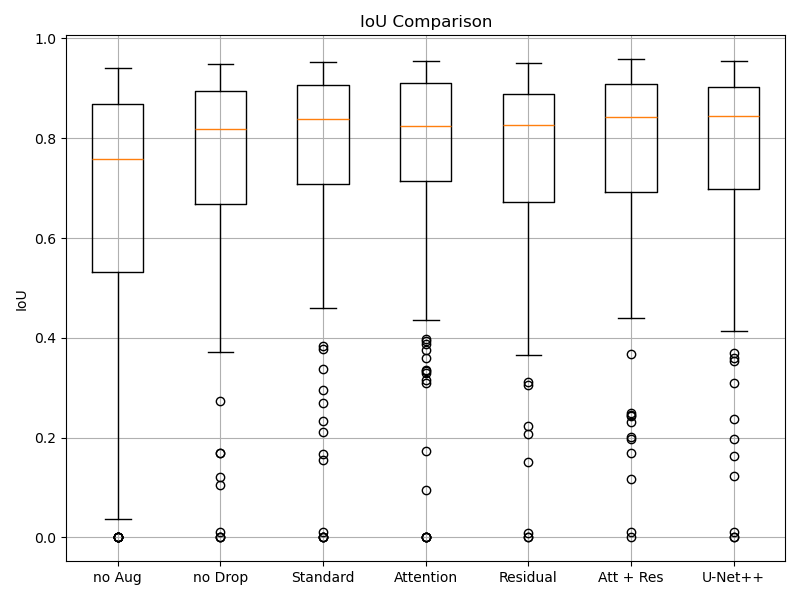 IoU Comparison
1.0
0.8
0.6
0.4
0.2
0.0
IoU
no Aug no Drop Standard Attention Residual Att + Res U-Net++